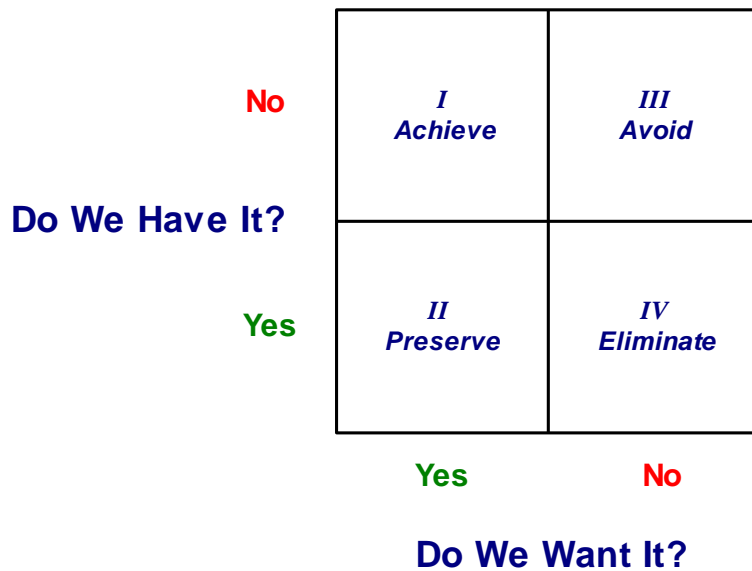 No
I
Achieve
III
Avoid
Do We Have It?
Yes
II
Preserve
IV
Eliminate
Yes
No
Do We Want It?